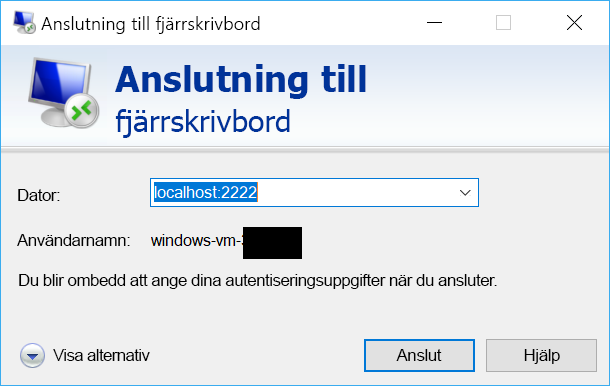 Anslutning till fjärrskrivbord
Anslutning till
fjärrskrivbord
Dator: localhost:2222
Användarnamn: windows-vm-
Du blir ombedd att ange dina autentiseringsuppgifter när du ansluter.
Visa alternativ Anslut Hjälp